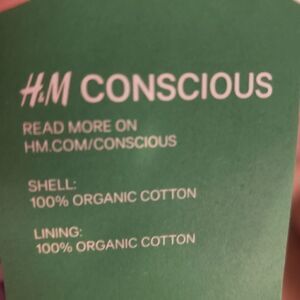 H&M CONSCIOUS
READ MORE ON
HM.COM/CONSCIOUS
SHELL:
100% ORGANIC COTTON
LINING:
100% ORGANIC COTTON